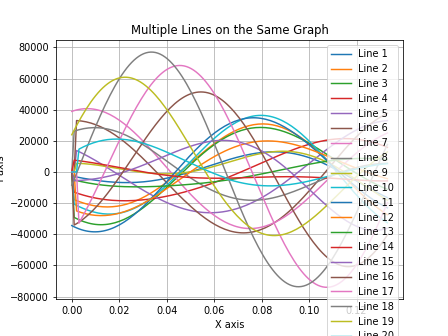 Multiple Lines on the Same Graph
80000
60000
40000
20000
0
−20000
−40000
−60000
−80000
0.00
0.02
0.04
0.06
0.08
0.10
X axis
Line 1
Line 2
Line 3
Line 4
Line 5
Line 6
Line 7
Line 8
Line 9
Line 10
Line 11
Line 12
Line 13
Line 14
Line 15
Line 16
Line 17
Line 18
Line 19
Line 20